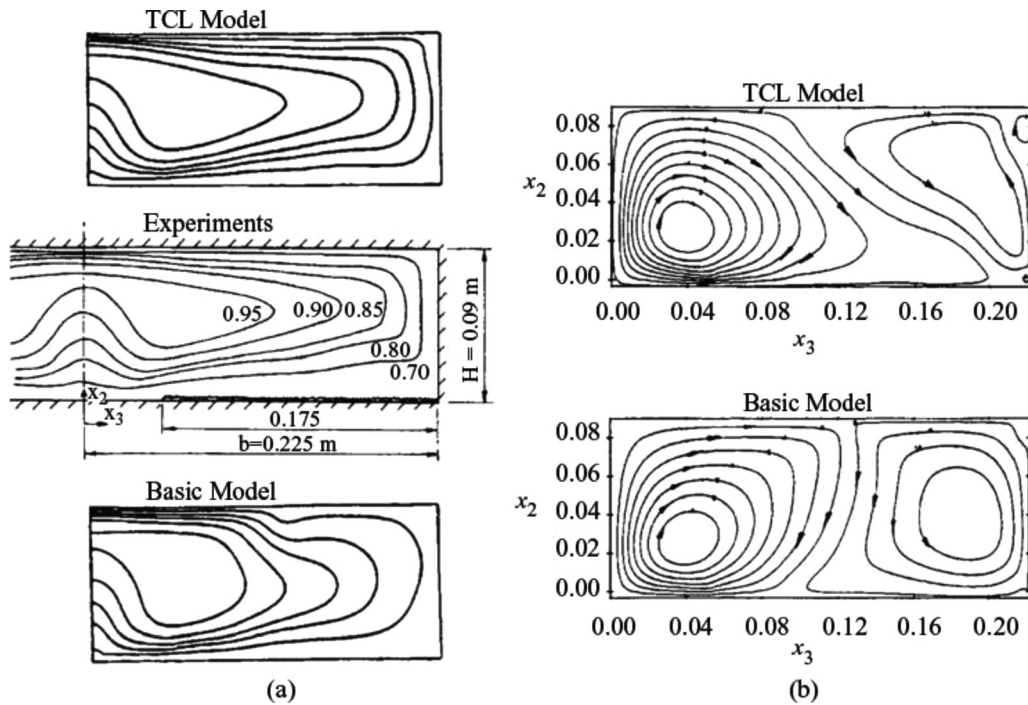 TCL Model
Experiments
0.95
0.90
0.85
0.80
0.70
H = 0.09 m
x2
x3
0.175
b=0.225 m
Basic Model
(a)
TCL Model
0.08
0.06
x2
0.04
0.02
0.00
0.00 0.04 0.08 0.12 0.16 0.20
x3
Basic Model
0.08
0.06
x2
0.04
0.02
0.00
0.00 0.04 0.08 0.12 0.16 0.20
x3
(b)